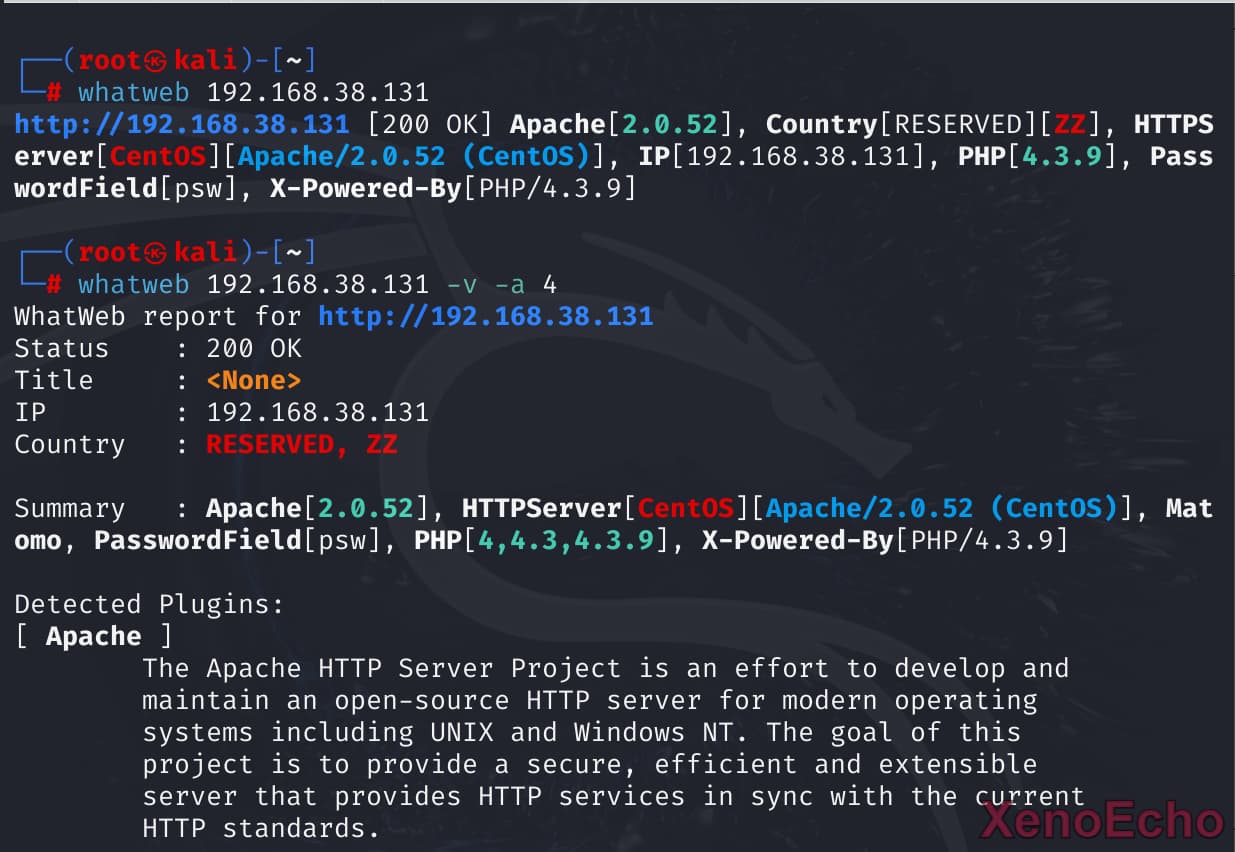 ┌──(root㉿kali)-[~]
└─# whatweb 192.168.38.131
http://192.168.38.131 [200 OK] Apache[2.0.52], Country[RESERVED][ZZ], HTTPS
erver[CentOS][Apache/2.0.52 (CentOS)], IP[192.168.38.131], PHP[4.3.9], Pass
wordField[psw], X-Powered-By[PHP/4.3.9]
┌──(root㉿kali)-[~]
└─# whatweb 192.168.38.131 -v -a 4
WhatWeb report for http://192.168.38.131
Status    : 200 OK
Title     : <None>
IP        : 192.168.38.131
Country   : RESERVED, ZZ
Summary   : Apache[2.0.52], HTTPServer[CentOS][Apache/2.0.52 (CentOS)], Mat
omo, PasswordField[psw], PHP[4,4.3,4.3.9], X-Powered-By[PHP/4.3.9]
Detected Plugins:
[ Apache ]
The Apache HTTP Server Project is an effort to develop and
maintain an open-source HTTP server for modern operating
systems including UNIX and Windows NT. The goal of this
project is to provide a secure, efficient and extensible
server that provides HTTP services in sync with the current
HTTP standards.
XenoEcho